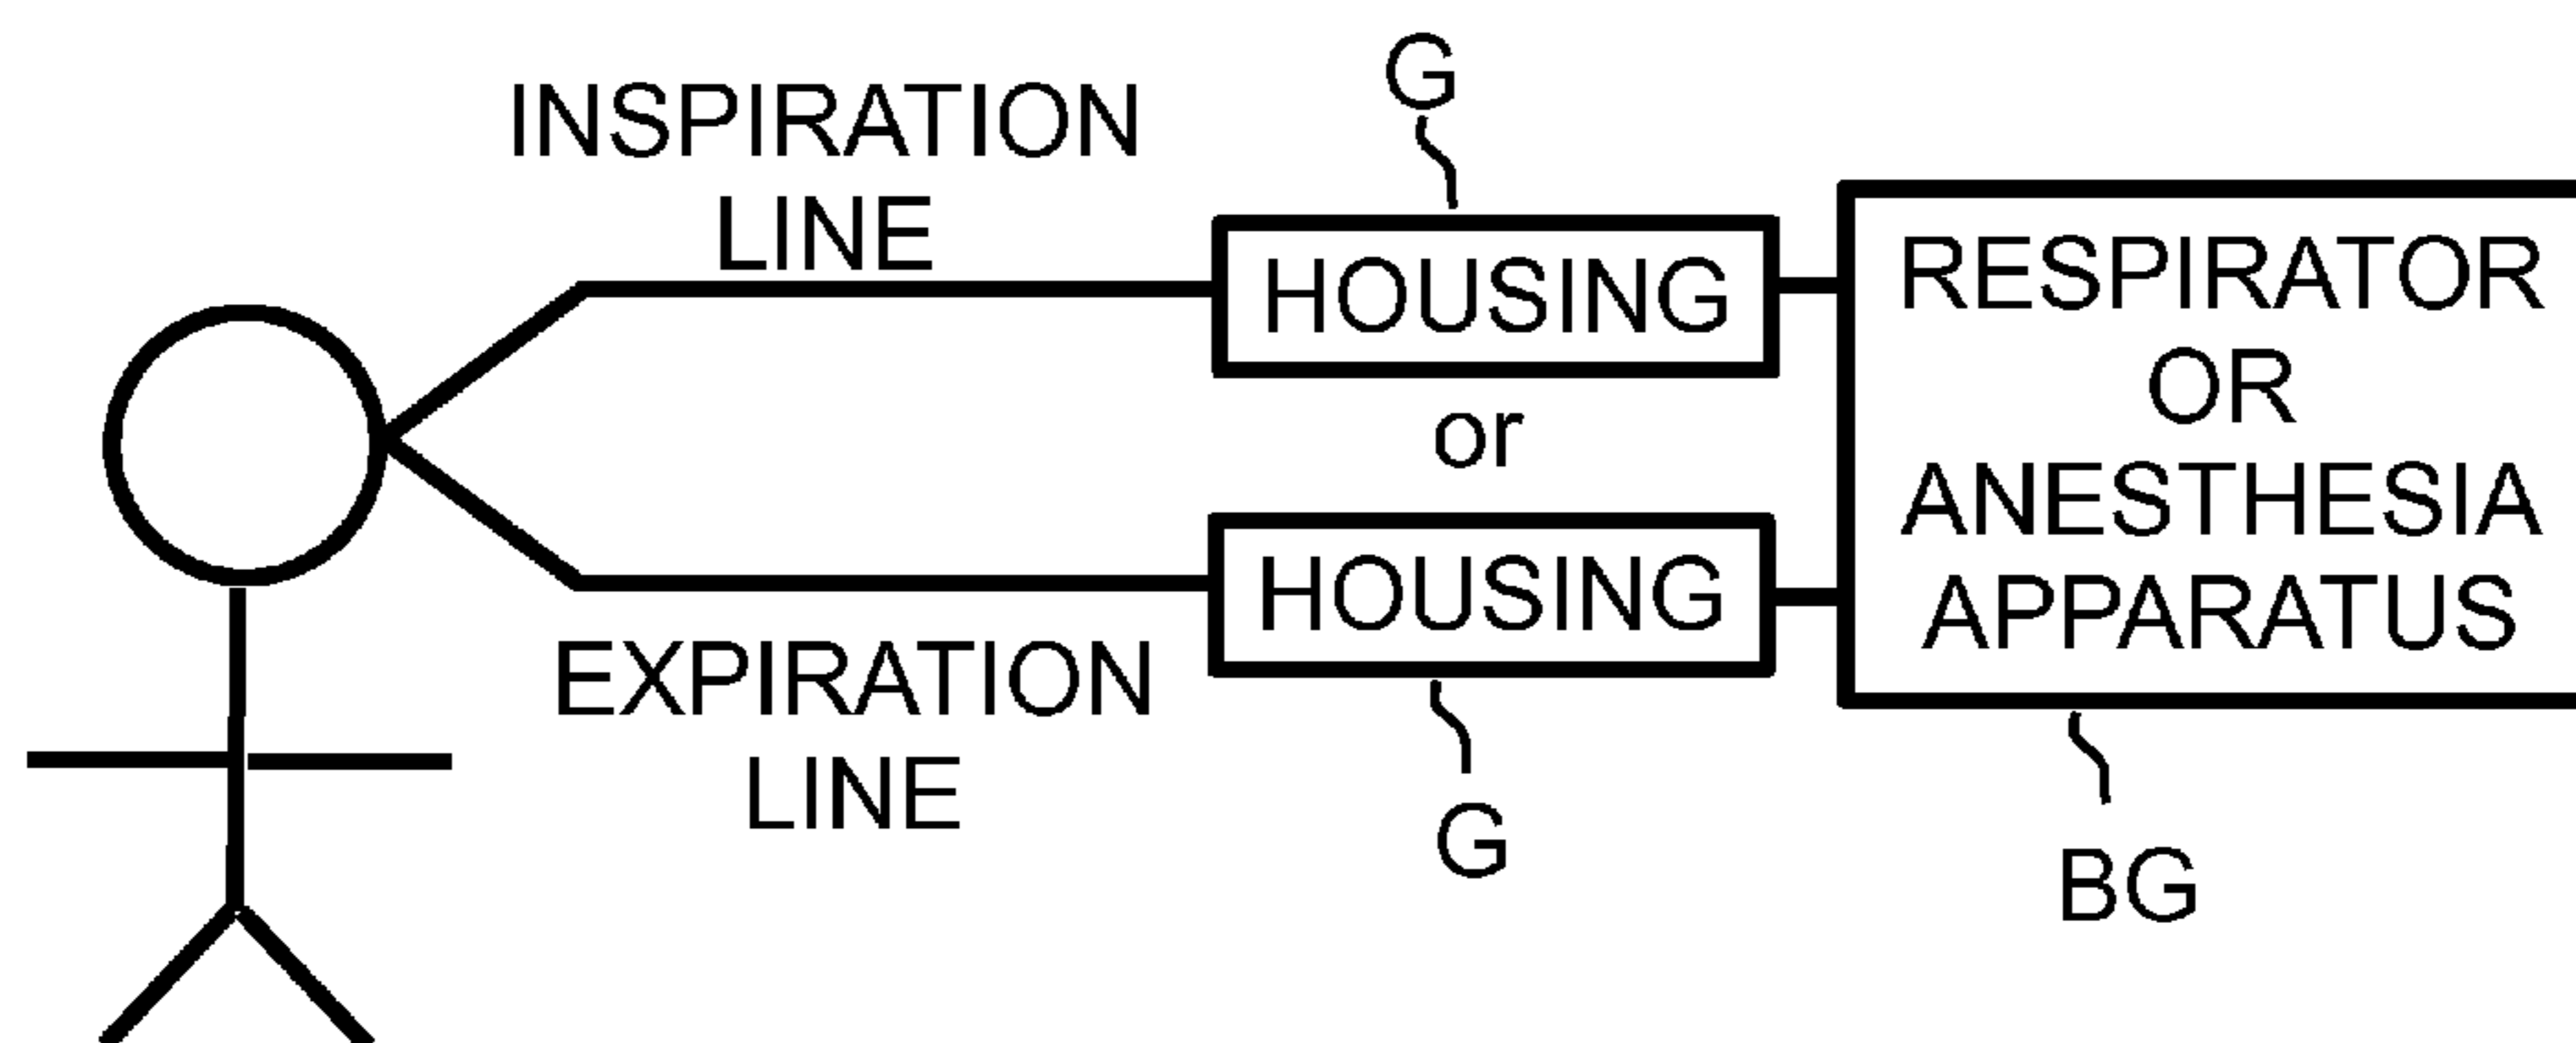 G
INSPIRATION
LINE
HOUSING
or
HOUSING
EXPIRATION
LINE
G
RESPIRATOR
OR
ANESTHESIA
APPARATUS
BG